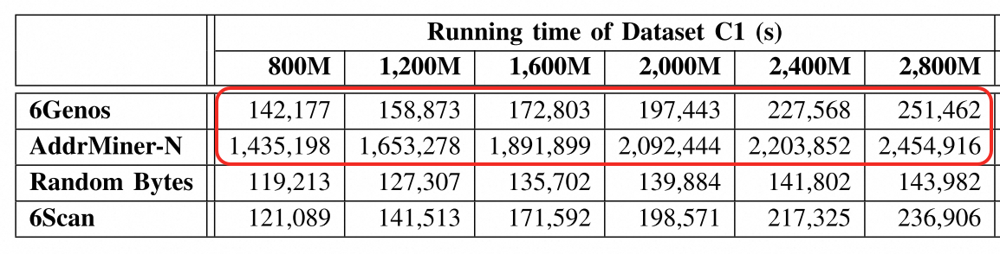 Running time of Dataset C1 (s)
800M 1,200M 1,600M 2,000M 2,400M 2,800M
6Genos 142,177 158,873 172,803 197,443 227,568 251,462
AddrMiner-N 1,435,198 1,653,278 1,891,899 2,092,444 2,203,852 2,454,916
Random Bytes 119,213 127,307 135,702 139,884 141,802 143,982
6Scan 121,089 141,513 171,592 198,571 217,325 236,906